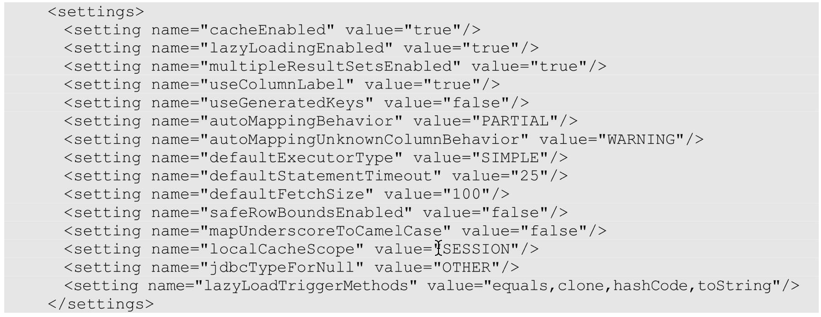 <settings>
<setting name="cacheEnabled" value="true"/>
<setting name="lazyLoadingEnabled" value="true"/>
<setting name="multipleResultSetsEnabled" value="true"/>
<setting name="useColumnLabel" value="true"/>
<setting name="useGeneratedKeys" value="false"/>
<setting name="autoMappingBehavior" value="PARTIAL"/>
<setting name="autoMappingUnknownColumnBehavior" value="WARNING"/>
<setting name="defaultExecutorType" value="SIMPLE"/>
<setting name="defaultStatementTimeout" value="25"/>
<setting name="defaultFetchSize" value="100"/>
<setting name="safeRowBoundsEnabled" value="false"/>
<setting name="mapUnderscoreToCamelCase" value="false"/>
<setting name="localCacheScope" value="SESSION"/>
<setting name="jdbcTypeForNull" value="OTHER"/>
<setting name="lazyLoadTriggerMethods" value="equals,clone,hashCode,toString"/>
</settings>